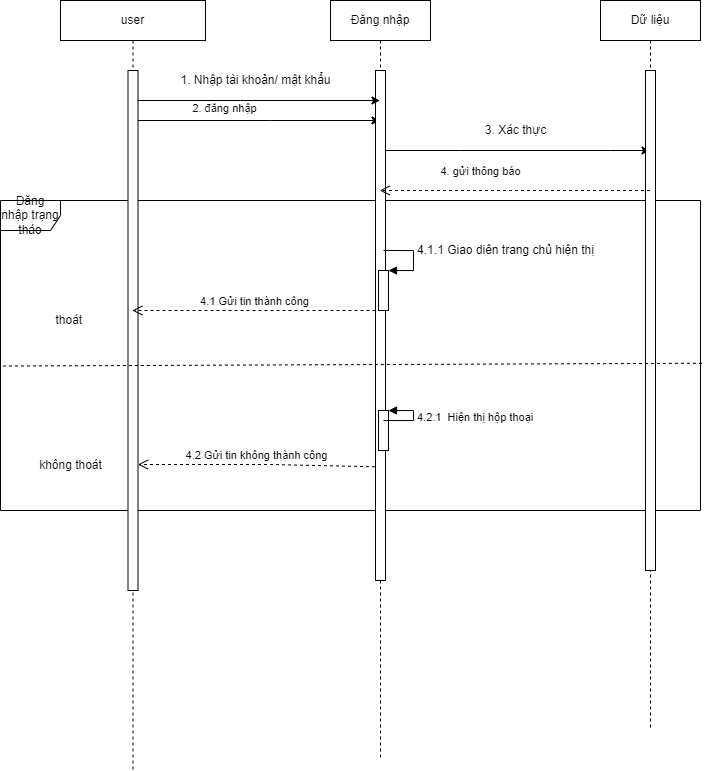 user
Đăng nhập
Dữ liệu
1. Nhập tài khoản/ mật khẩu
2. đăng nhập
3. Xác thực
4. gửi thông báo
Đăng
nhập trạng
tháo
4.1.1 Giao diên trang chủ hiện thị
4.1 Gửi tin thành công
thoát
4.2.1 Hiện thị hộp thoại
4.2 Gửi tin không thành công
không thoát